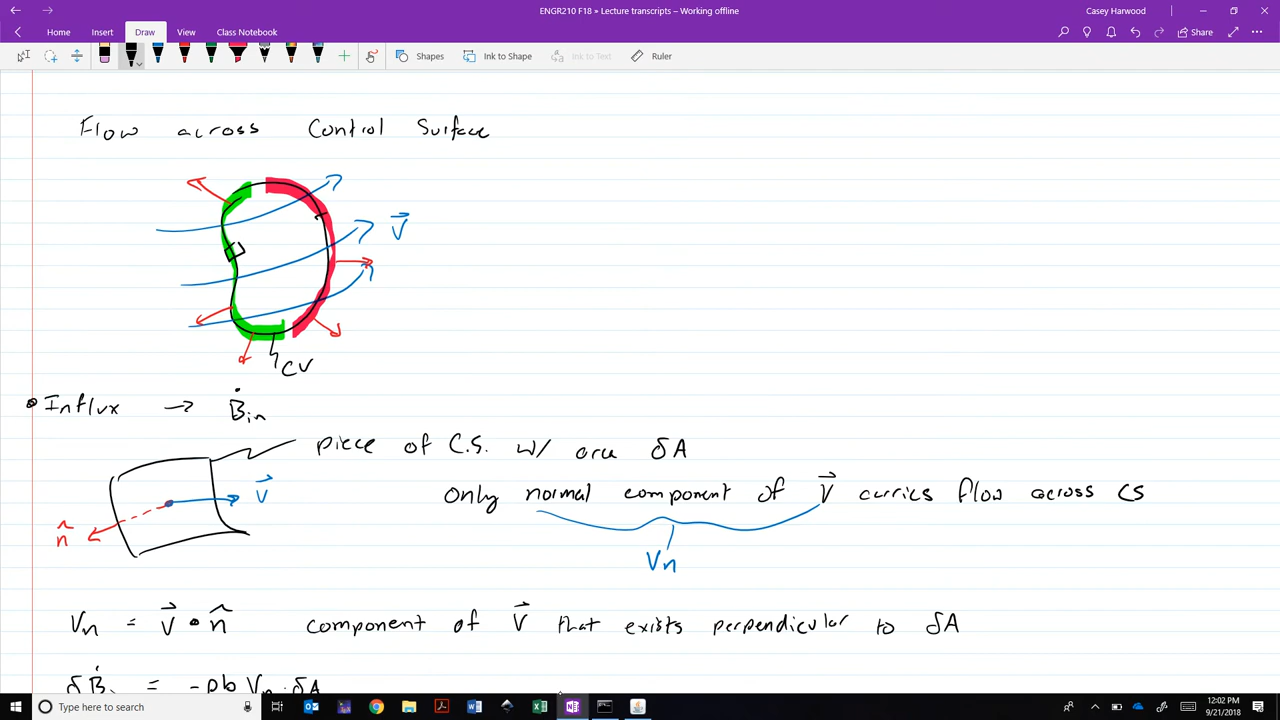 ENGR210 F18 » Lecture transcripts – Working offline
Casey Harwood
Home Insert Draw View Class Notebook
Share
Shapes Ink to Shape Ink to Text Ruler
Flow across Control Surface
V
CV
• Influx → Ḃin
piece of C.S. w/ area δA
V
Only normal component of V carries flow across CS
n̂
Vn
Vn = V • n̂ component of V that exists perpendicular to δA
= -ρb Vn · δA
Type here to search
12:02 PM
9/21/2018